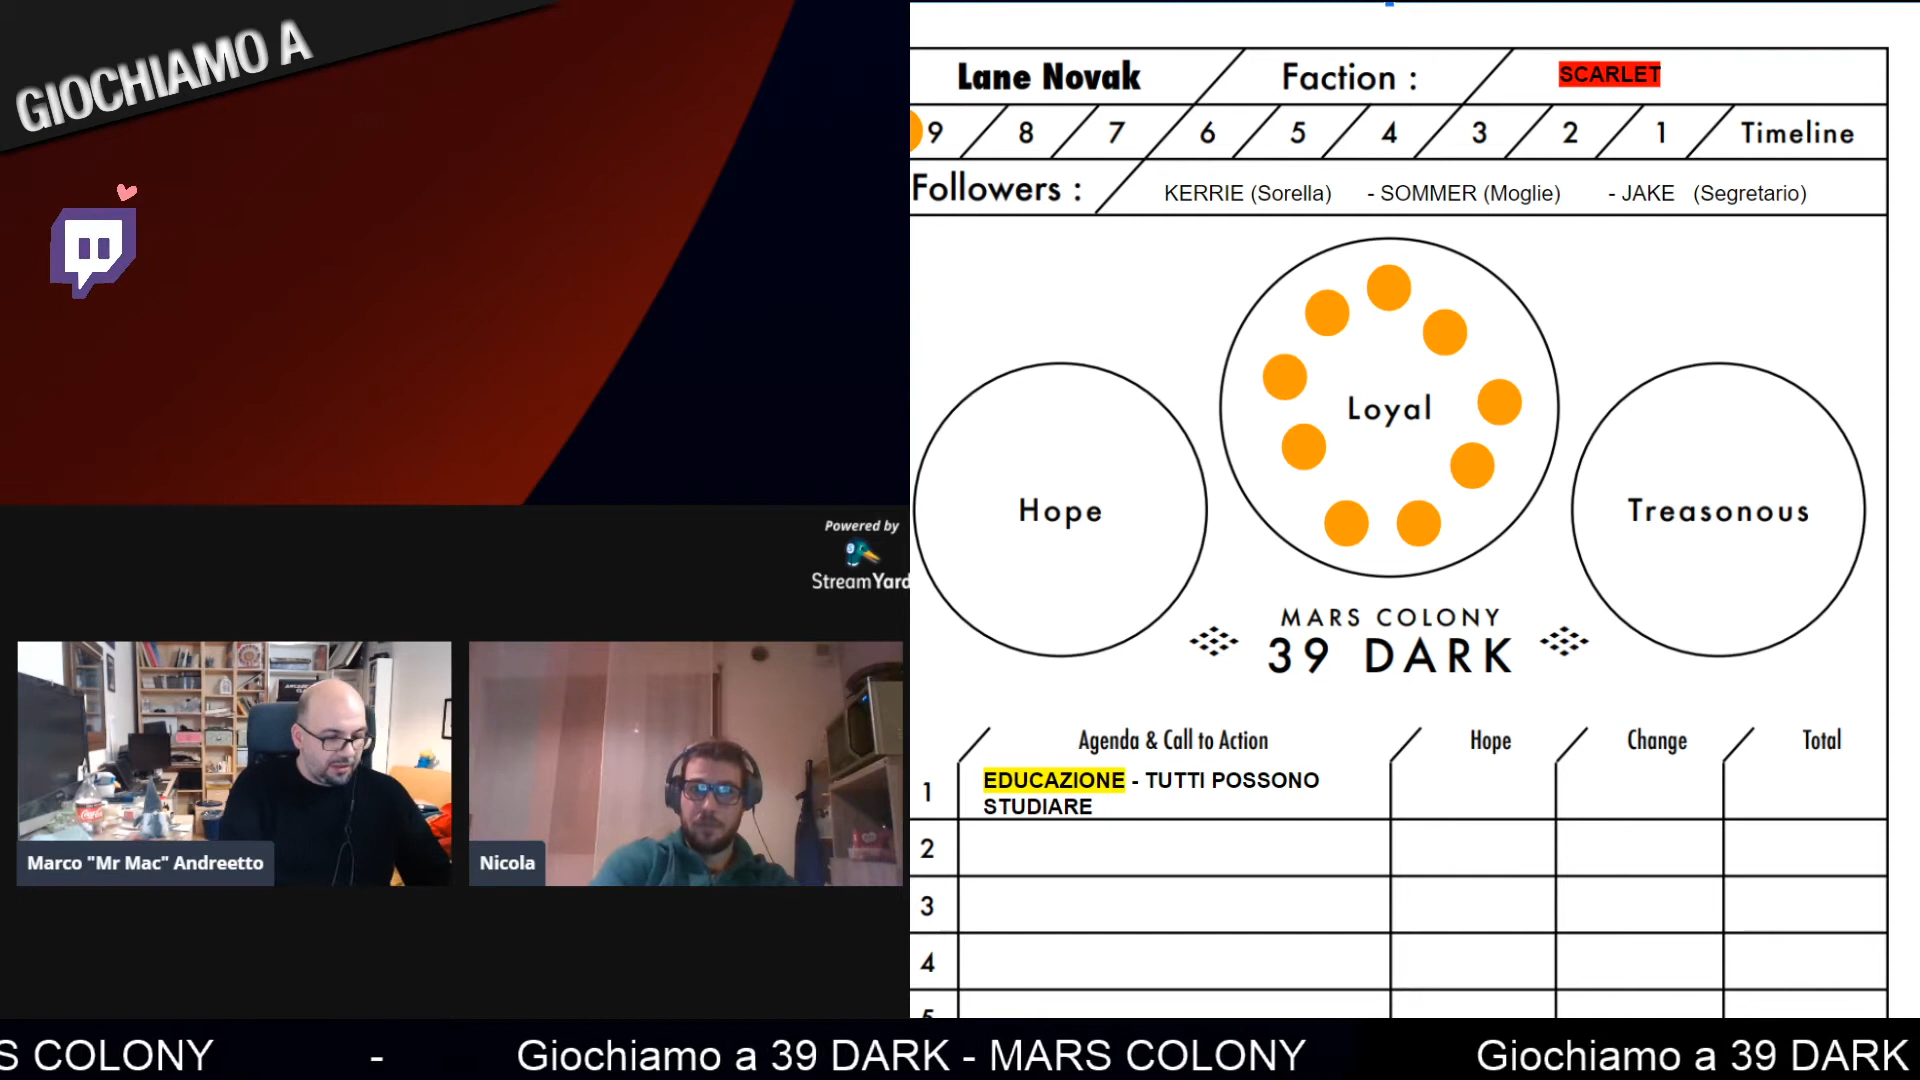 GIOCHIAMO A
Powered by
StreamYard
Marco "Mr Mac" Andreetto
Nicola
Lane Novak
Faction :
SCARLET
9 8 7 6 5 4 3 2 1 Timeline
Followers :
KERRIE (Sorella) - SOMMER (Moglie) - JAKE (Segretario)
Loyal
Hope
Treasonous
MARS COLONY
39 DARK
Agenda & Call to Action Hope Change Total
1 EDUCAZIONE - TUTTI POSSONO
STUDIARE
2
3
4
5
S COLONY - Giochiamo a 39 DARK - MARS COLONY Giochiamo a 39 DARK